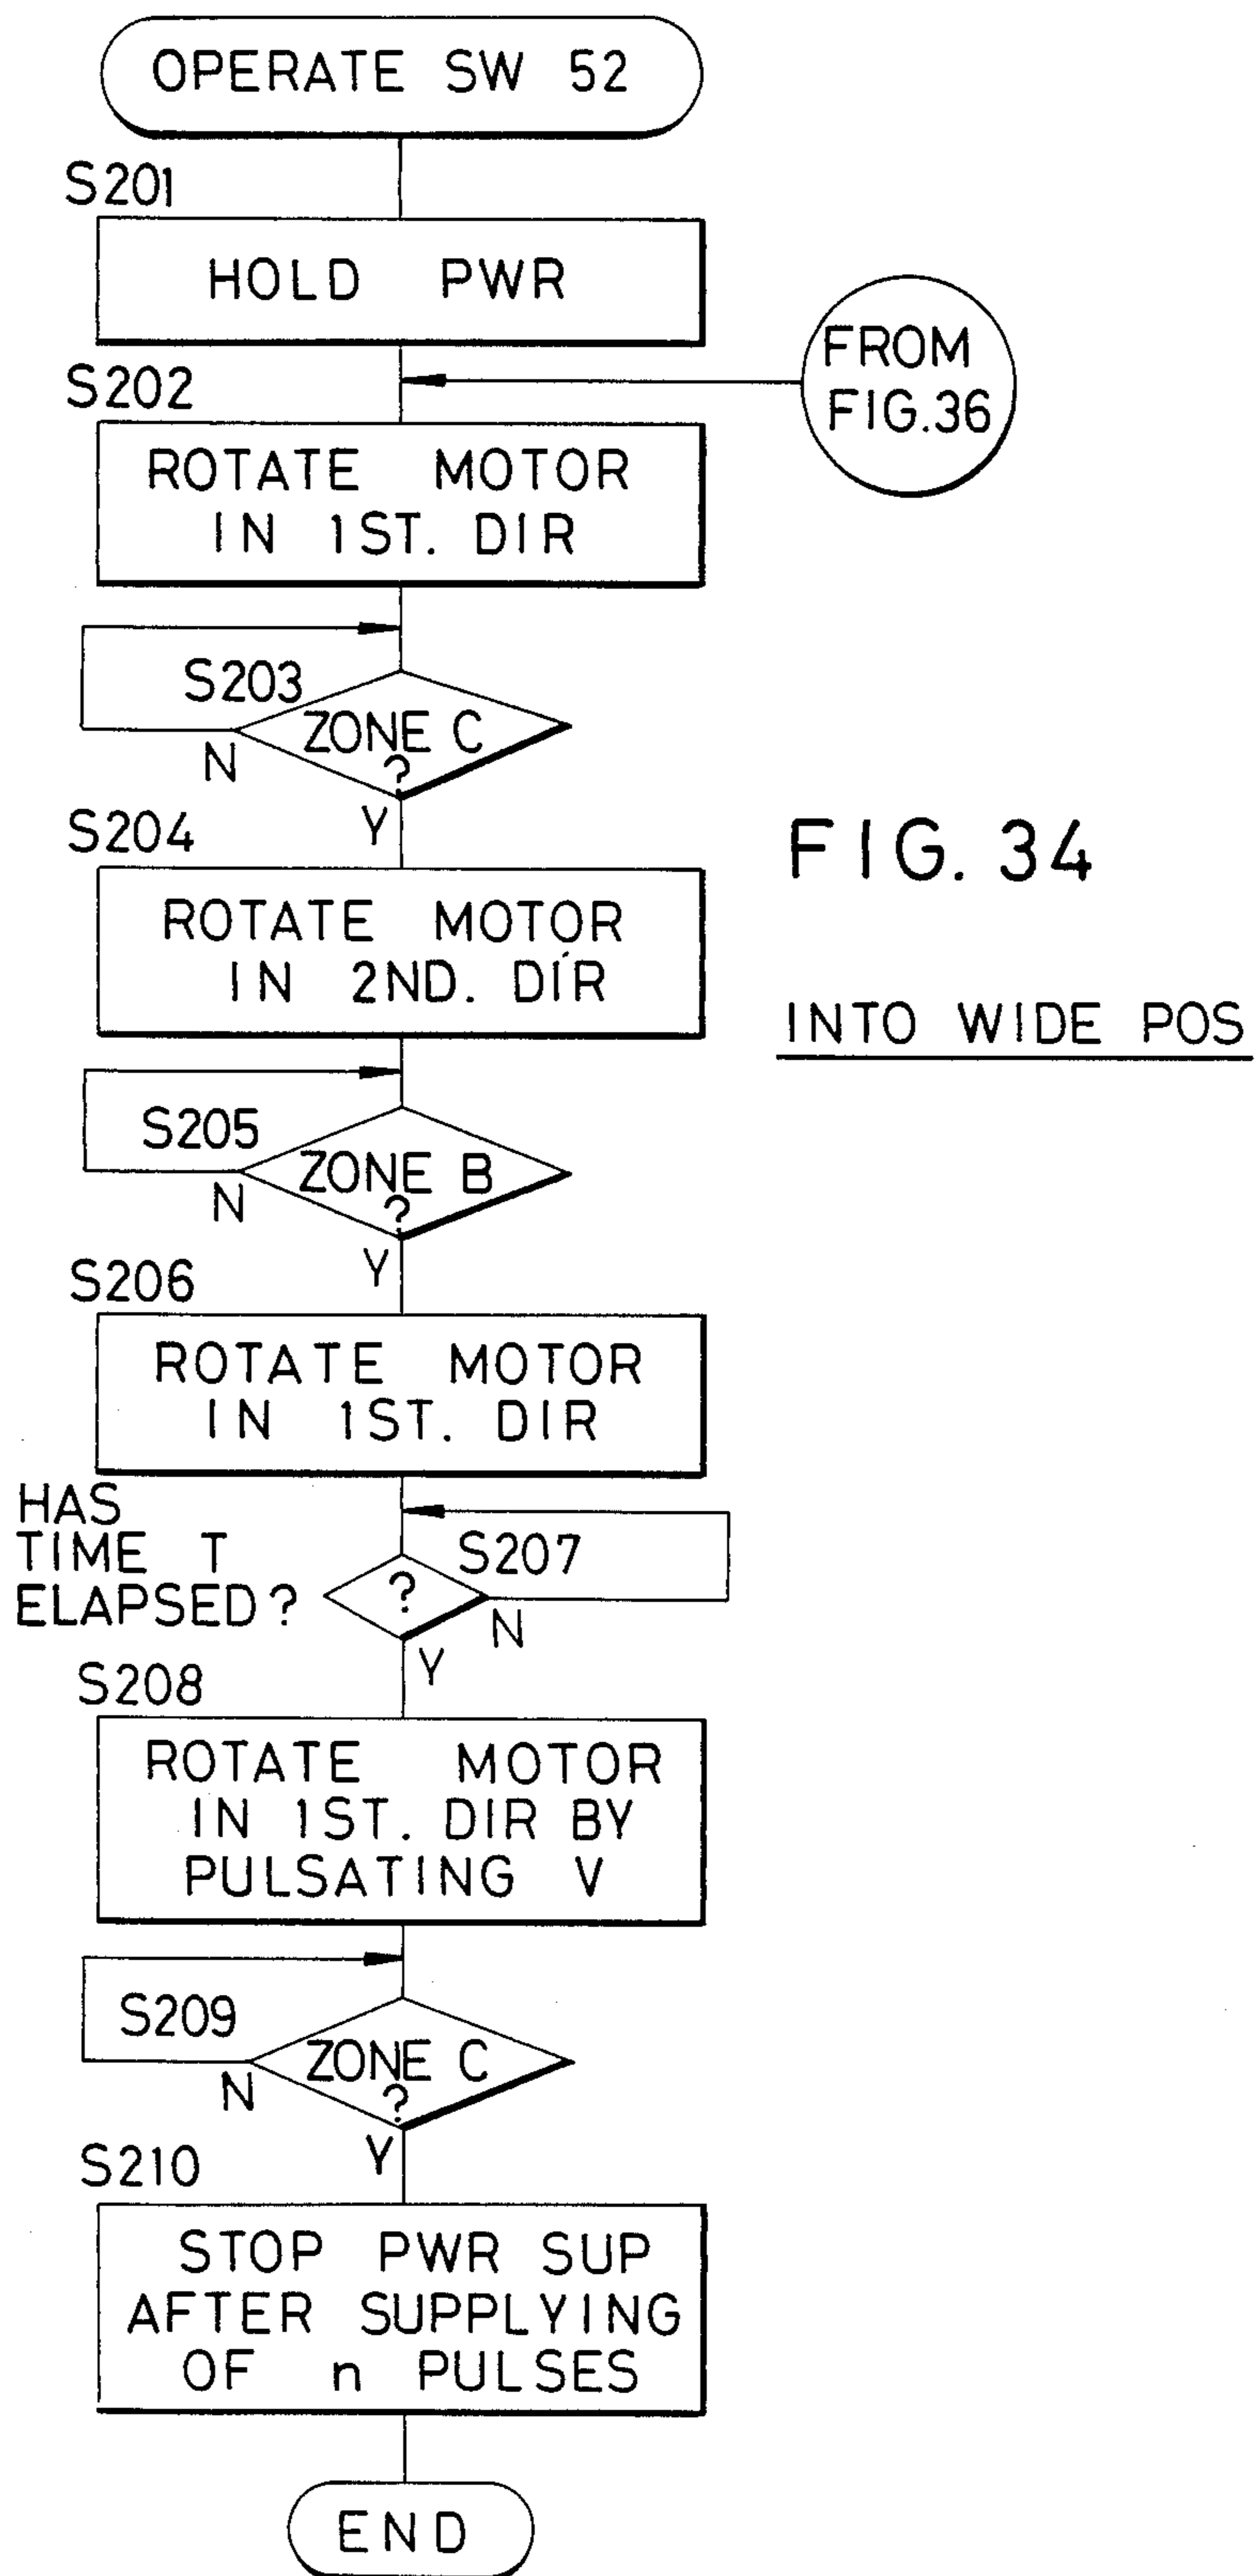 OPERATE SW 52
S201
HOLD PWR
FROM
FIG.36
S202
ROTATE MOTOR
IN 1ST. DIR
S203
ZONE C
?
N
Y
S204
ROTATE MOTOR
IN 2ND. DIR
FIG. 34
INTO WIDE POS
S205
ZONE B
?
N
Y
S206
ROTATE MOTOR
IN 1ST. DIR
HAS
TIME T
ELAPSED?
S207
?
N
Y
S208
ROTATE MOTOR
IN 1ST. DIR BY
PULSATING V
S209
ZONE C
?
N
Y
S210
STOP PWR SUP
AFTER SUPPLYING
OF n PULSES
END